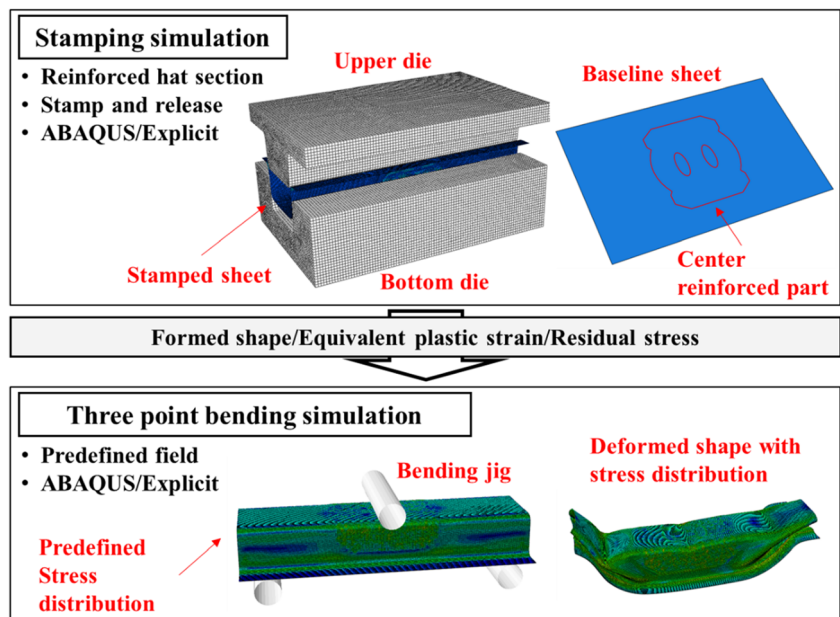 Stamping simulation
• Reinforced hat section
• Stamp and release
• ABAQUS/Explicit
Upper die
Baseline sheet
Stamped sheet
Bottom die
Center
reinforced part
Formed shape/Equivalent plastic strain/Residual stress
Three point bending simulation
• Predefined field
• ABAQUS/Explicit
Bending jig
Deformed shape with
stress distribution
Predefined
Stress
distribution